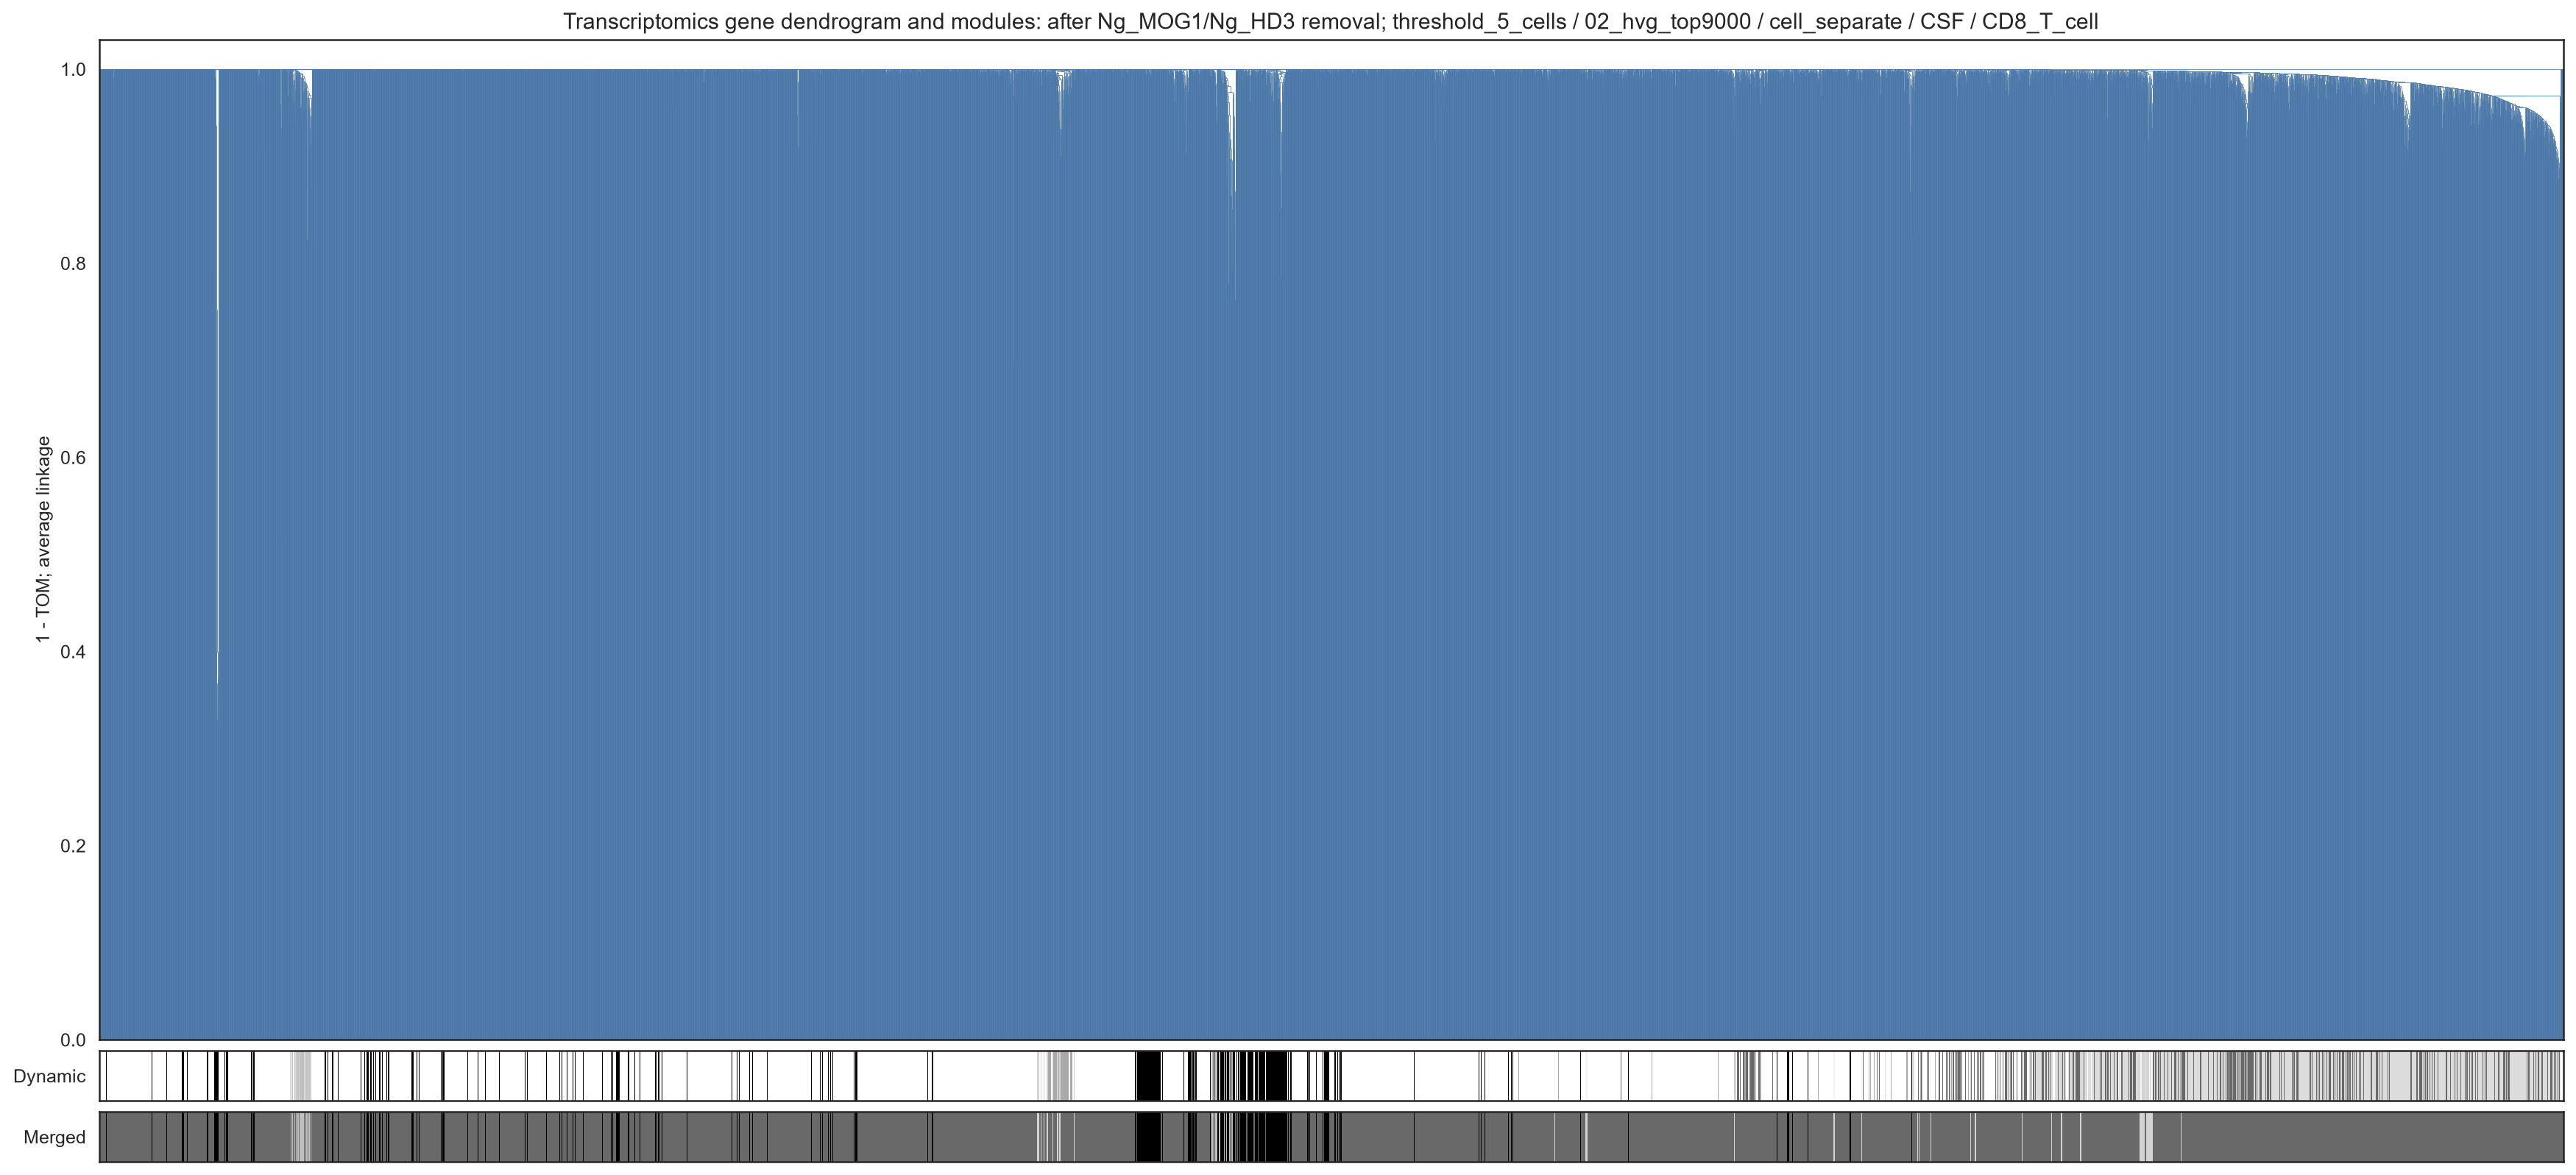 Transcriptomics gene dendrogram and modules: after Ng_MOG1/Ng_HD3 removal; threshold_5_cells / 02_hvg_top9000 / cell_separate / CSF / CD8_T_cell
1.0
0.8
0.6
0.4
0.2
0.0
1 - TOM; average linkage
Dynamic
Merged